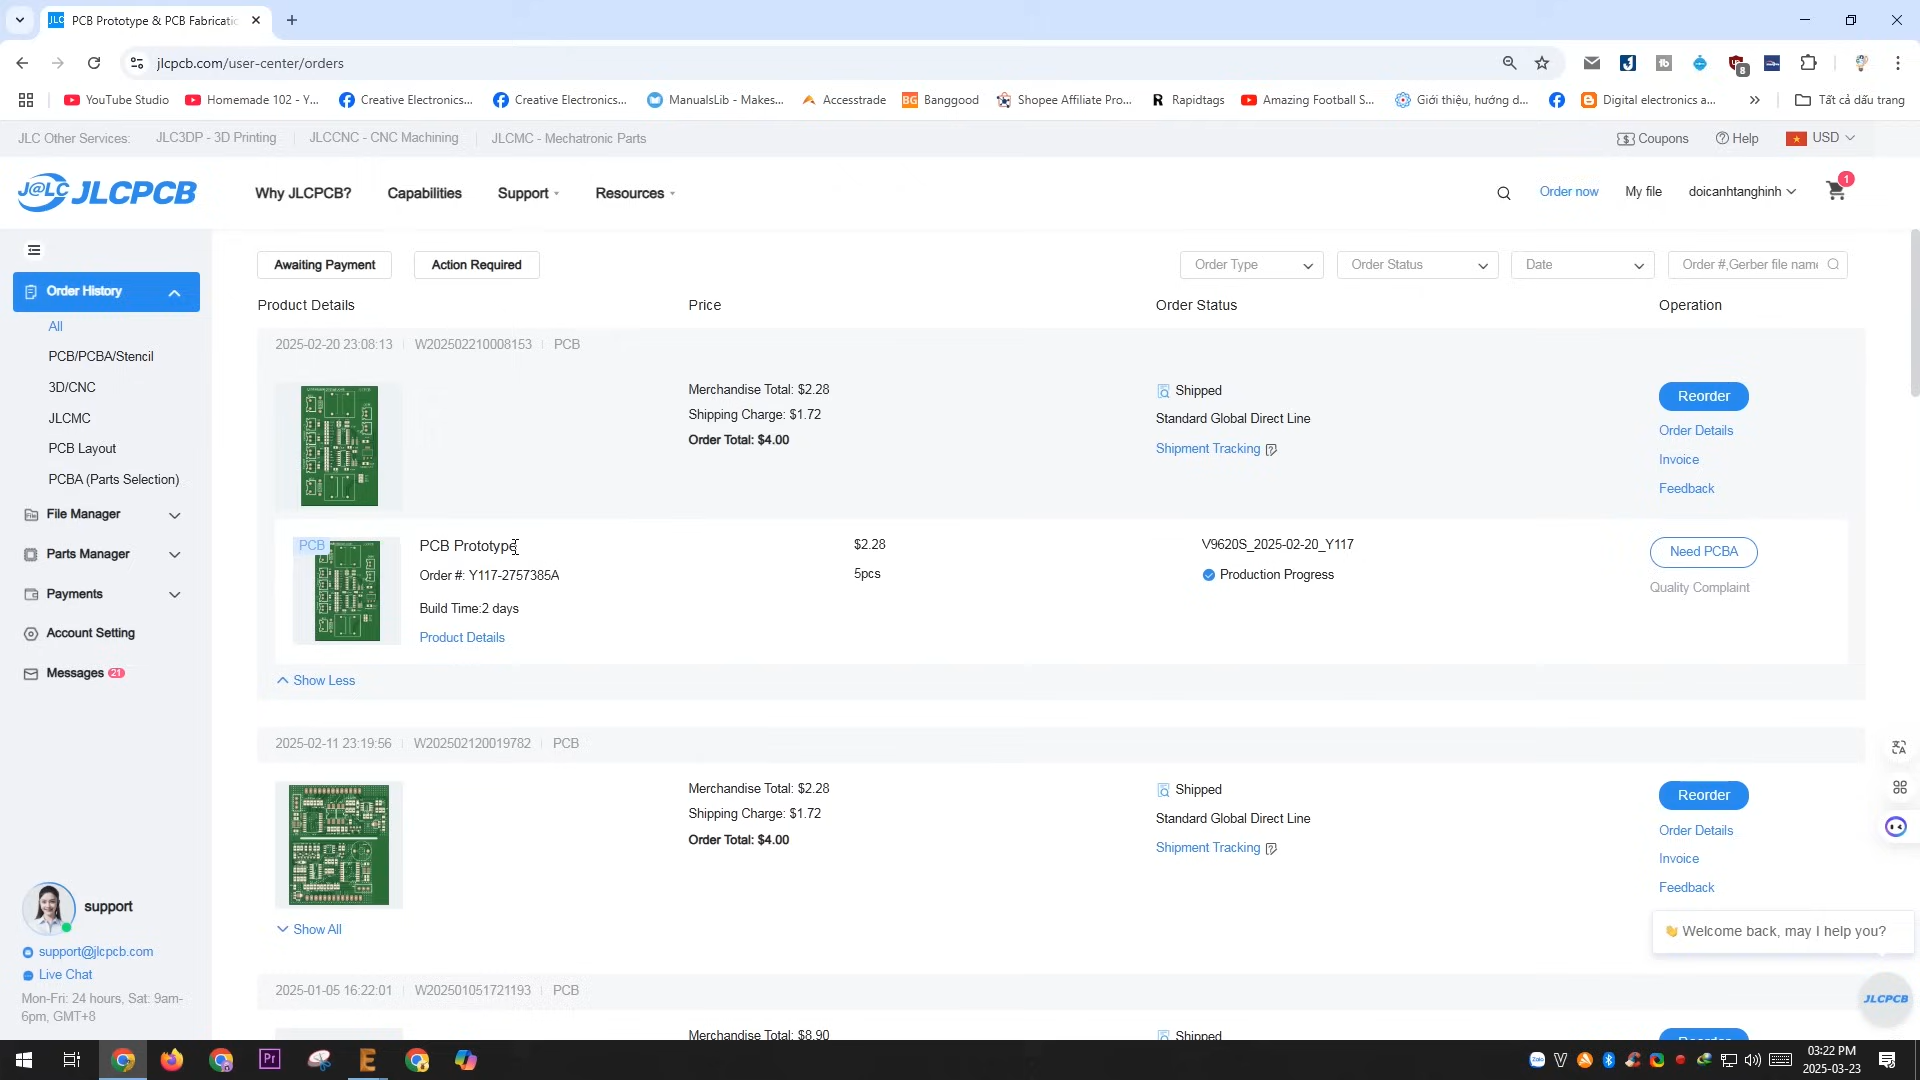 PCB Prototype & PCB Fabricatio
jlcpcb.com/user-center/orders
8
YouTube Studio
Homemade 102 - Y...
Creative Electronics...
Creative Electronics...
ManualsLib - Makes...
Accesstrade
BG Banggood
Shopee Affiliate Pro...
Rapidtags
Amazing Football S...
Giới thiệu, hướng d...
Digital electronics a...
Tất cả dấu trang
JLC Other Services:
JLC3DP - 3D Printing
JLCCNC - CNC Machining
JLCMC - Mechatronic Parts
Coupons
Help
USD
J@LC JLCPCB
Why JLCPCB?
Capabilities
Support
Resources
Order now
My file
doicanhtanghinh
1
Order History
All
PCB/PCBA/Stencil
3D/CNC
JLCMC
PCB Layout
PCBA (Parts Selection)
File Manager
Parts Manager
Payments
Account Setting
Messages 21
support
support@jlcpcb.com
Live Chat
Mon-Fri: 24 hours, Sat: 9am-
6pm, GMT+8
Awaiting Payment
Action Required
Order Type
Order Status
Date
Order #,Gerber file name
Product Details
Price
Order Status
Operation
2025-02-20 23:08:13
W202502210008153
PCB
Merchandise Total: $2.28
Shipping Charge: $1.72
Order Total: $4.00
Shipped
Standard Global Direct Line
Shipment Tracking
Reorder
Order Details
Invoice
Feedback
PCB
PCB Prototype
Order #: Y117-2757385A
Build Time:2 days
Product Details
$2.28
5pcs
V9620S_2025-02-20_Y117
Production Progress
Need PCBA
Quality Complaint
Show Less
2025-02-11 23:19:56
W202502120019782
PCB
Merchandise Total: $2.28
Shipping Charge: $1.72
Order Total: $4.00
Shipped
Standard Global Direct Line
Shipment Tracking
Reorder
Order Details
Invoice
Feedback
Show All
Welcome back, may I help you?
JLCPCB
2025-01-05 16:22:01
W202501051721193
PCB
Merchandise Total: $8.90
Shipped
Reorder
03:22 PM
2025-03-23